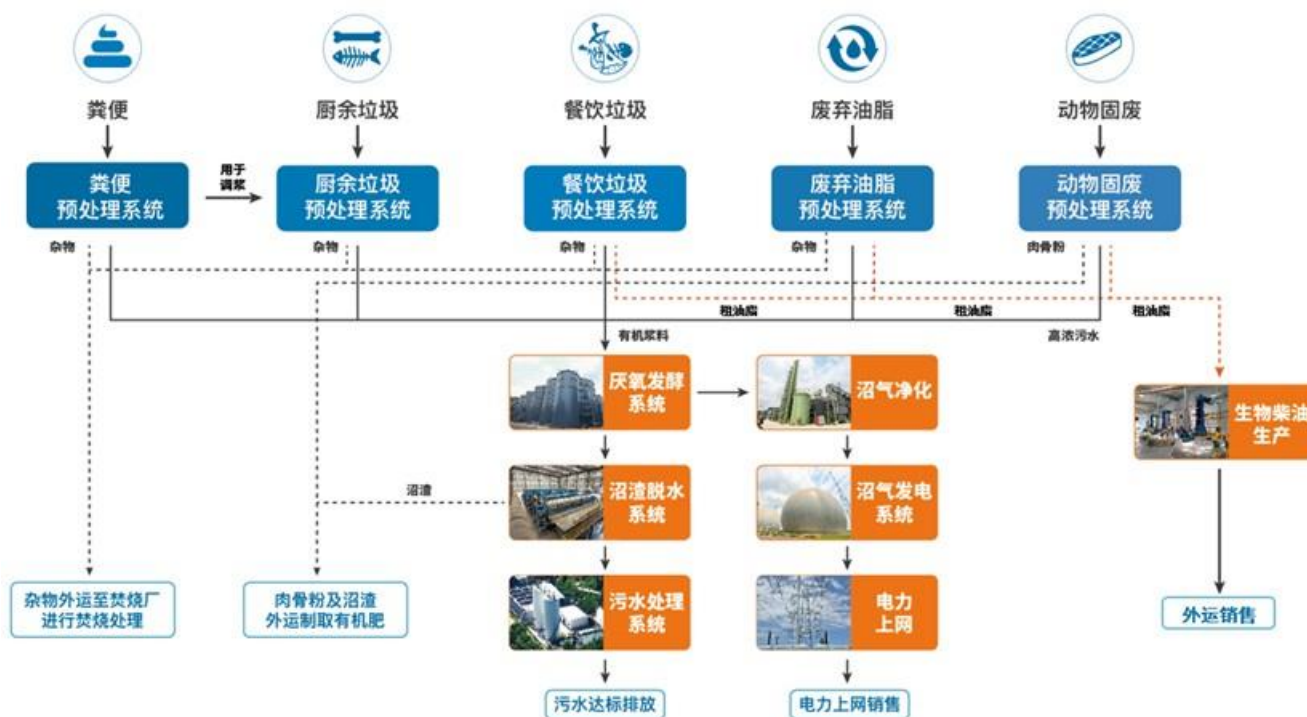 粪便
厨余垃圾
餐饮垃圾
废弃油脂
动物固废
粪便
预处理系统
用于
调浆
厨余垃圾
预处理系统
餐饮垃圾
预处理系统
废弃油脂
预处理系统
动物固废
预处理系统
杂物
杂物
杂物
杂物
肉骨粉
粗油脂
粗油脂
粗油脂
有机浆料
高浓污水
厌氧发酵
系统
沼气净化
生物柴油
生产
沼渣
沼渣脱水
系统
沼气发电
系统
杂物外运至焚烧厂
进行焚烧处理
肉骨粉及沼渣
外运制取有机肥
污水处理
系统
电力
上网
外运销售
污水达标排放
电力上网销售